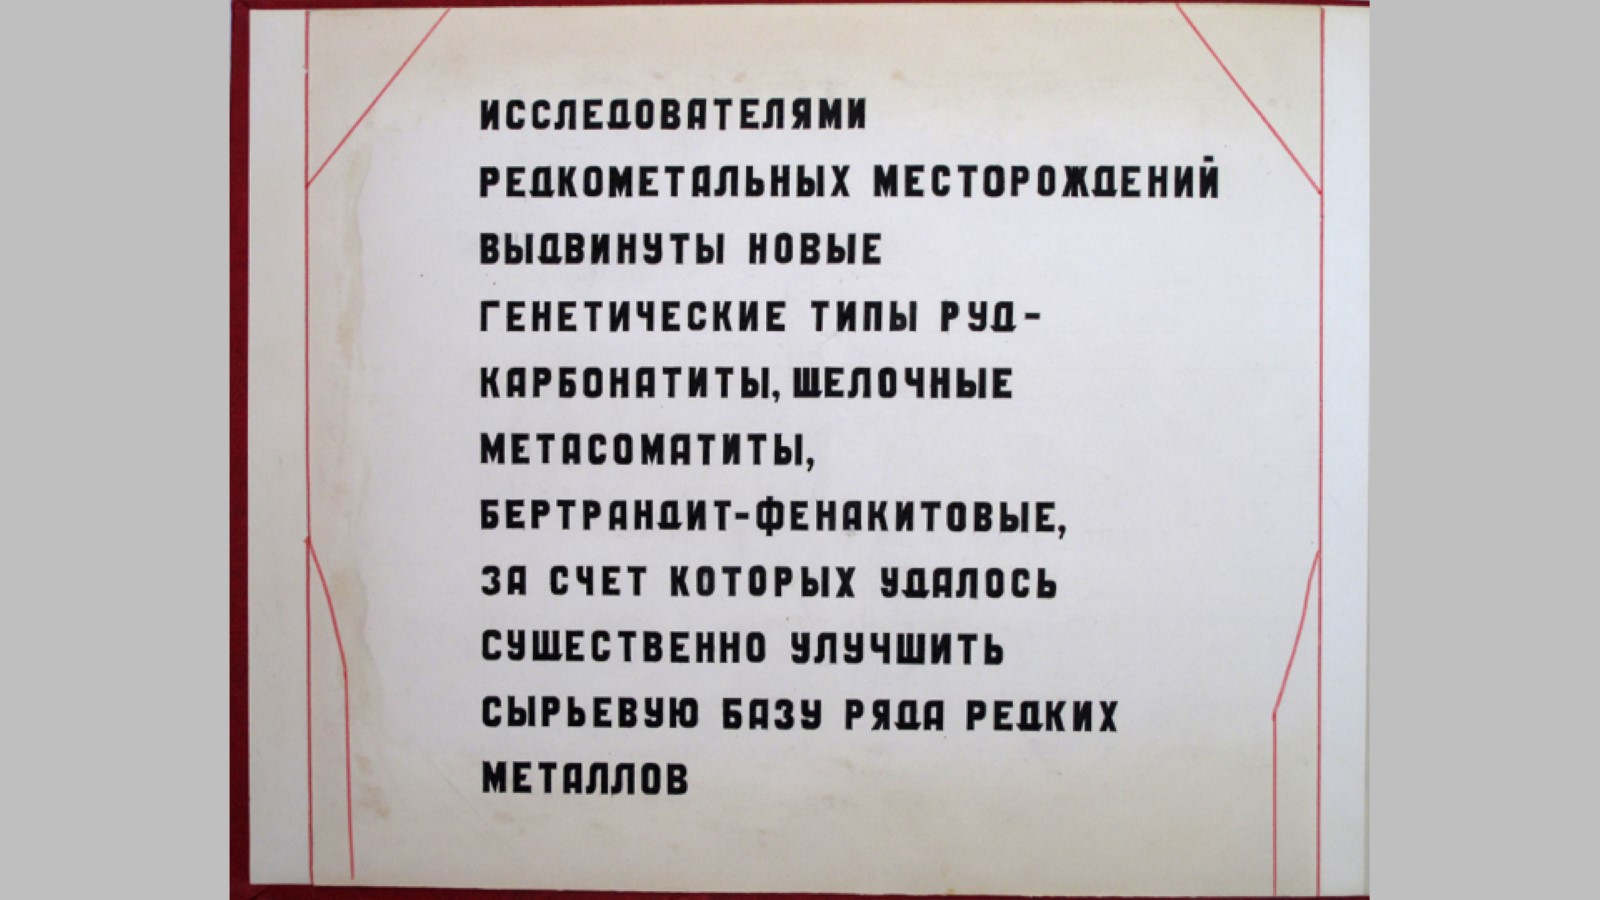 ИССЛЕДОВАТЕЛЯМИ
РЕДКОМЕТАЛЬНЫХ МЕСТОРОЖДЕНИЙ
ВЫДВИНУТЫ НОВЫЕ
ГЕНЕТИЧЕСКИЕ ТИПЫ РУД-
КАРБОНАТИТЫ, ЩЕЛОЧНЫЕ
МЕТАСОМАТИТЫ,
БЕРТРАНДИТ-ФЕНАКИТОВЫЕ,
ЗА СЧЕТ КОТОРЫХ УДАЛОСЬ
СУЩЕСТВЕННО УЛУЧШИТЬ
СЫРЬЕВУЮ БАЗУ РЯДА РЕДКИХ
МЕТАЛЛОВ